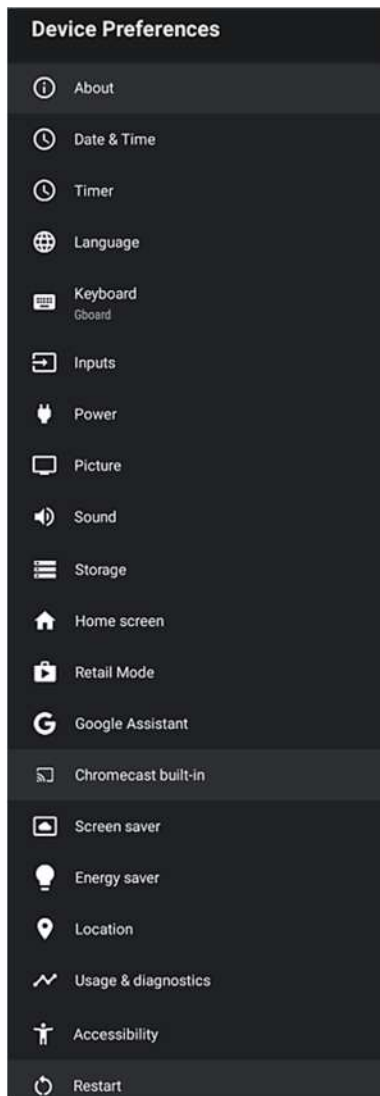 Device Preferences
About
Date & Time
Timer
Language
Keyboard
Gboard
Inputs
Power
Picture
Sound
Storage
Home screen
Retail Mode
Google Assistant
Chromecast built-in
Screen saver
Energy saver
Location
Usage & diagnostics
Accessibility
Restart